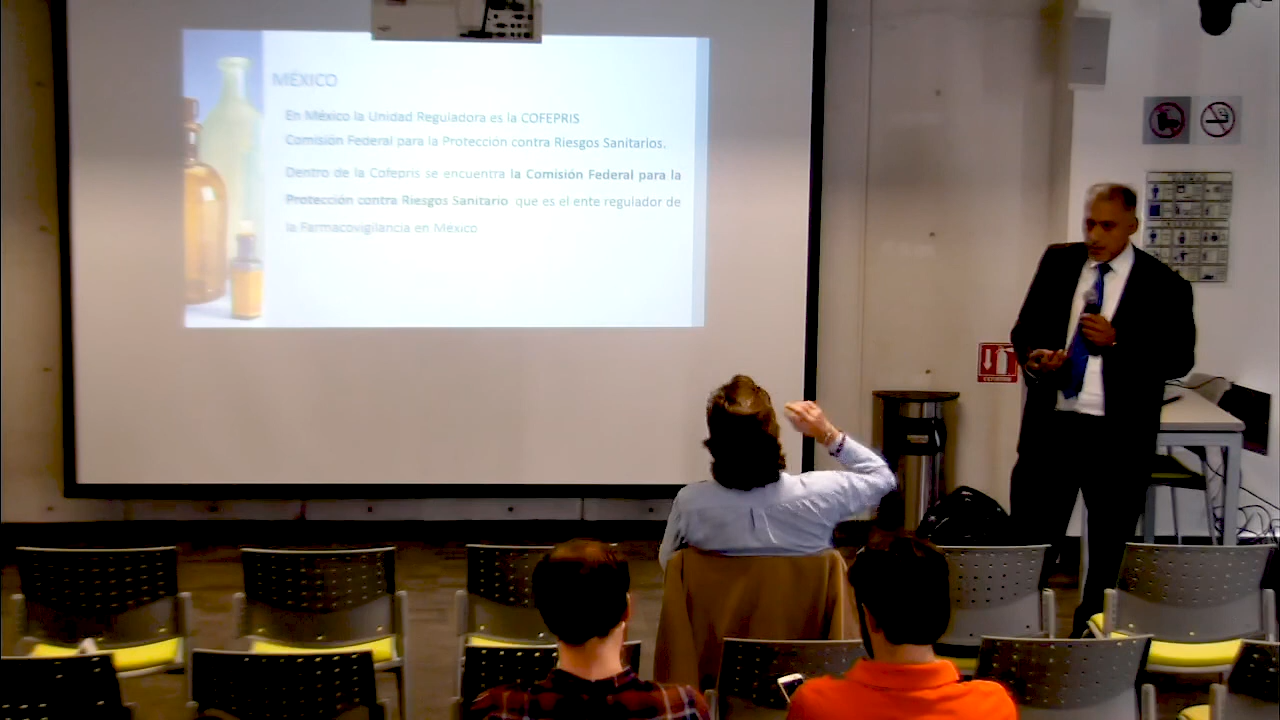 MÉXICO
En México la Unidad Reguladora es la COFEPRIS
Comisión Federal para la Protección contra Riesgos Sanitarios.
Dentro de la Cofepris se encuentra la Comisión Federal para la
Protección contra Riesgos Sanitario que es el ente regulador de
la Farmacovigilancia en México